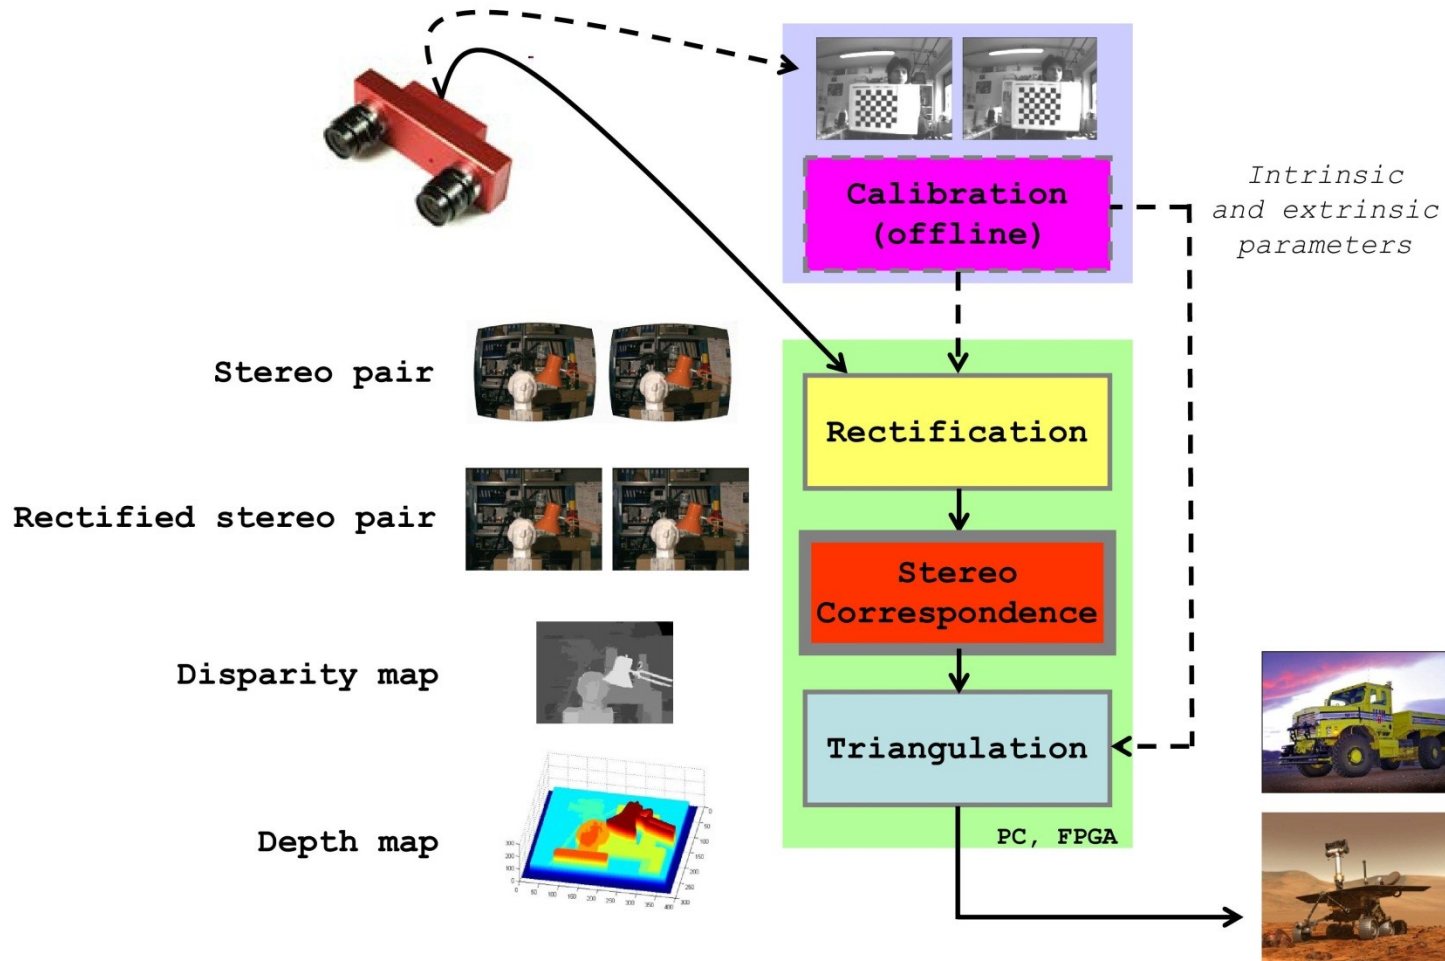 Calibration
(offline)
Intrinsic
and extrinsic
parameters
Stereo pair
Rectification
Rectified stereo pair
Stereo
Correspondence
Disparity map
Triangulation
Depth map
PC, FPGA